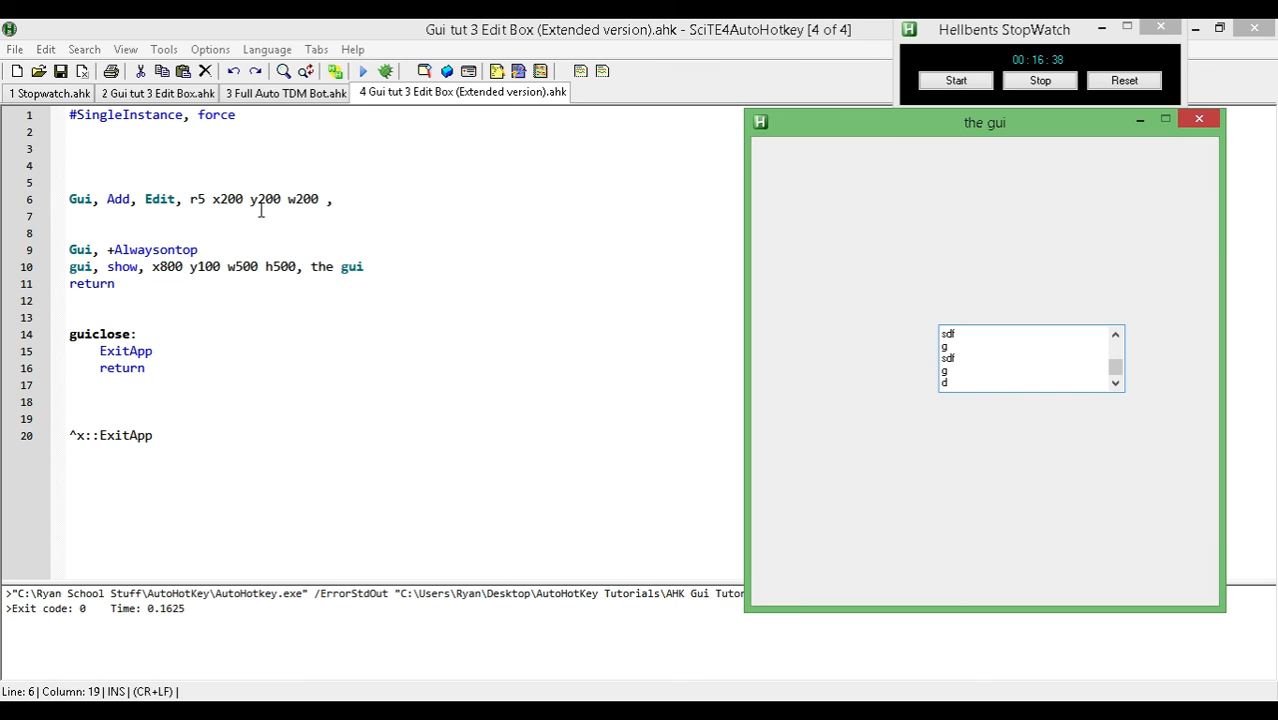 Gui tut 3 Edit Box (Extended version).ahk - SciTE4AutoHotkey [4 of 4]
Hellbents StopWatch
File Edit Search View Tools Options Language Tabs Help
00 : 16 : 38
Start Stop Reset
1 Stopwatch.ahk 2 Gui tut 3 Edit Box.ahk 3 Full Auto TDM Bot.ahk 4 Gui tut 3 Edit Box (Extended version).ahk
1 #SingleInstance, force
2
3
4
5
6 Gui, Add, Edit, r5 x200 y200 w200 ,
7
8
9 Gui, +Alwaysontop
10 gui, show, x800 y100 w500 h500, the gui
11 return
12
13
14 guiclose:
15 ExitApp
16 return
17
18
19
20 ^x::ExitApp
the gui
sdf
g
sdf
g
d
>"C:\Ryan School Stuff\AutoHotKey\AutoHotkey.exe" /ErrorStdOut "C:\Users\Ryan\Desktop\AutoHotKey Tutorials\AHK Gui Tutor
>Exit code: 0 Time: 0.1625
Line: 6 | Column: 19 | INS | (CR+LF) |